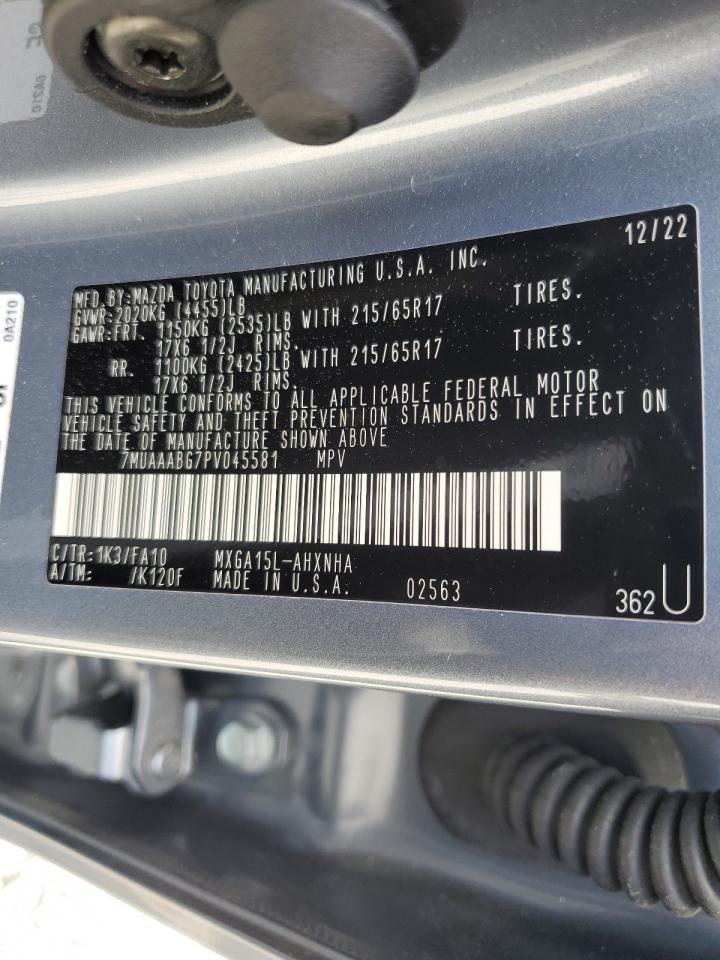 GE
12/22
MFD.BY:MAZDA TOYOTA MANUFACTURING U.S.A. INC.
GVWR:2020KG (4455)LB
GAWR:FRT. 1150KG (2535)LB WITH 215/65R17 TIRES.
17X6 1/2J RIMS.
RR. 1100KG (2425)LB WITH 215/65R17 TIRES.
17X6 1/2J RIMS.
THIS VEHICLE CONFORMS TO ALL APPLICABLE FEDERAL MOTOR
VEHICLE SAFETY AND THEFT PREVENTION STANDARDS IN EFFECT ON
THE DATE OF MANUFACTURE SHOWN ABOVE
7MUAAABG7PV045581 MPV
C/TR:1K3/FA10 MXGA15L-AHXNHA
A/TM: /K120F MADE IN U.S.A. 02563
362U
0A210